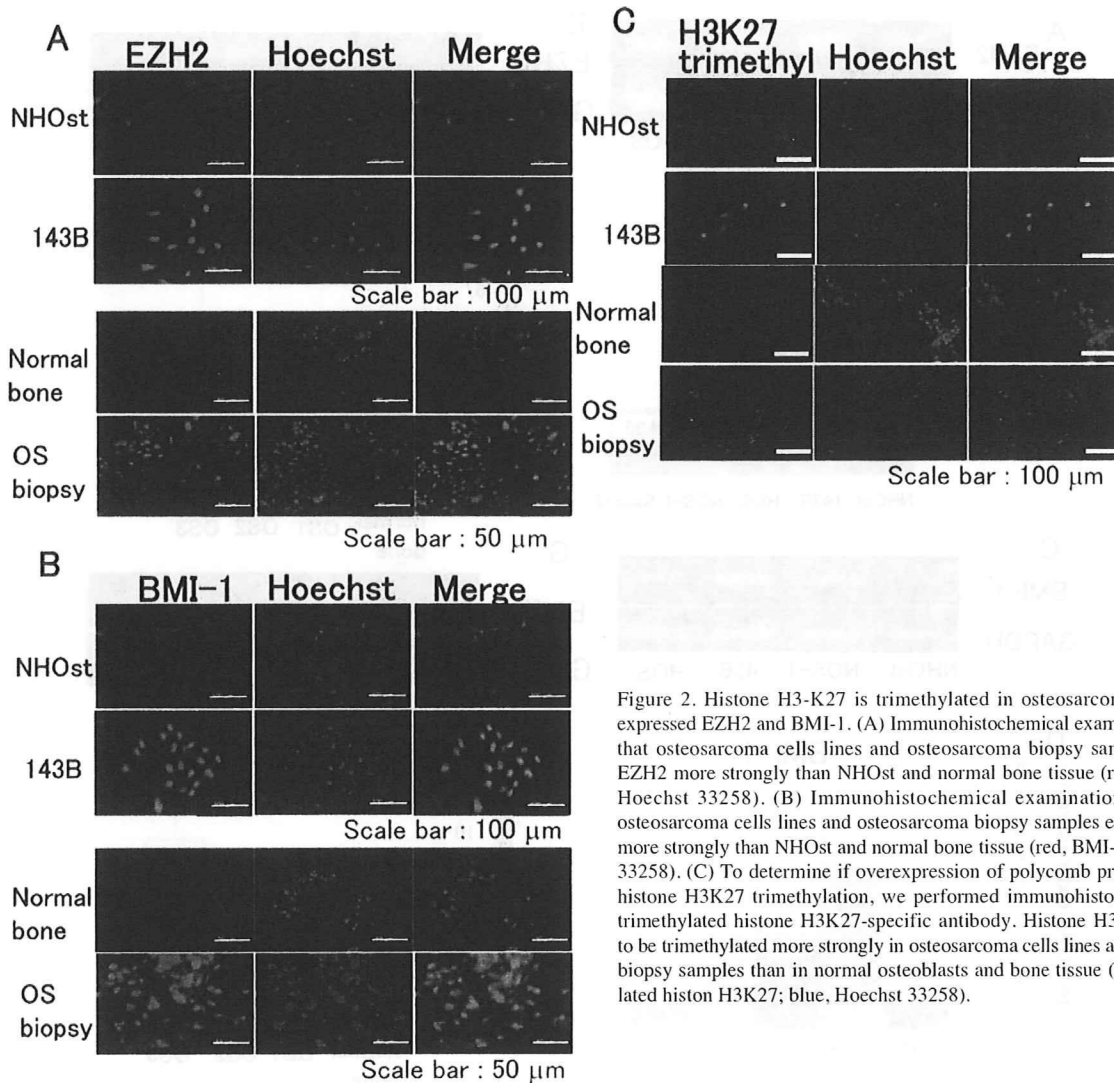 A
EZH2 Hoechst Merge
NHOst
143B
Scale bar : 100 μm
Normal
bone
OS
biopsy
Scale bar : 50 μm
B
BMI-1 Hoechst Merge
NHOst
143B
Scale bar : 100 μm
Normal
bone
OS
biopsy
Scale bar : 50 μm
C
H3K27
trimethyl Hoechst Merge
NHOst
143B
Normal
bone
OS
biopsy
Scale bar : 100 μm
Figure 2. Histone H3-K27 is trimethylated in osteosarcom
expressed EZH2 and BMI-1. (A) Immunohistochemical exam
that osteosarcoma cells lines and osteosarcoma biopsy sam
EZH2 more strongly than NHOst and normal bone tissue (r
Hoechst 33258). (B) Immunohistochemical examination
osteosarcoma cells lines and osteosarcoma biopsy samples e
more strongly than NHOst and normal bone tissue (red, BMI-
33258). (C) To determine if overexpression of polycomb pr
histone H3K27 trimethylation, we performed immunohisto
trimethylated histone H3K27-specific antibody. Histone H3
to be trimethylated more strongly in osteosarcoma cells lines a
biopsy samples than in normal osteoblasts and bone tissue (
lated histon H3K27; blue, Hoechst 33258).